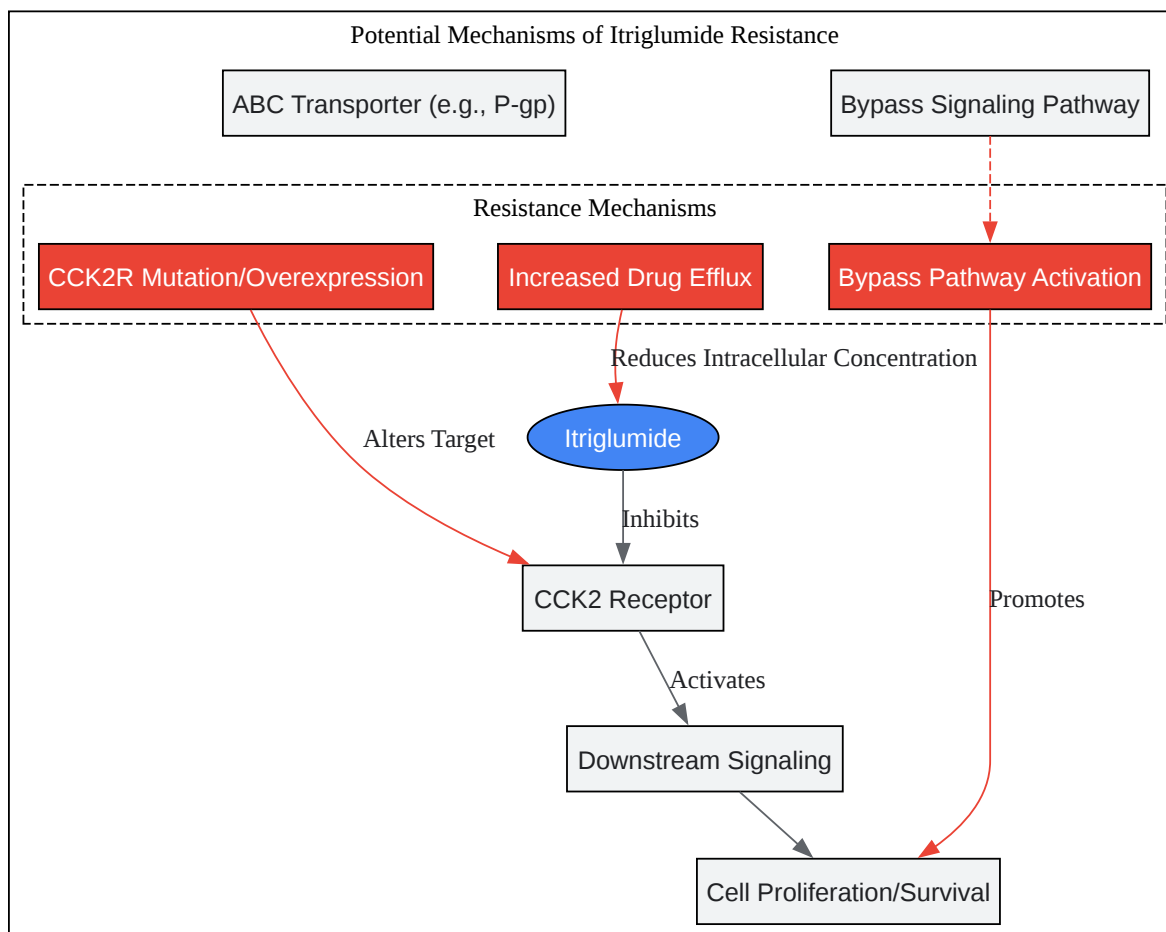 Potential Mechanisms of Itriglumide Resistance
ABC Transporter (e.g., P-gp)
Bypass Signaling Pathway
Resistance Mechanisms
CCK2R Mutation/Overexpression
Increased Drug Efflux
Bypass Pathway Activation
Reduces Intracellular Concentration
Alters Target
Itriglumide
Inhibits
CCK2 Receptor
Promotes
Activates
Downstream Signaling
Cell Proliferation/Survival